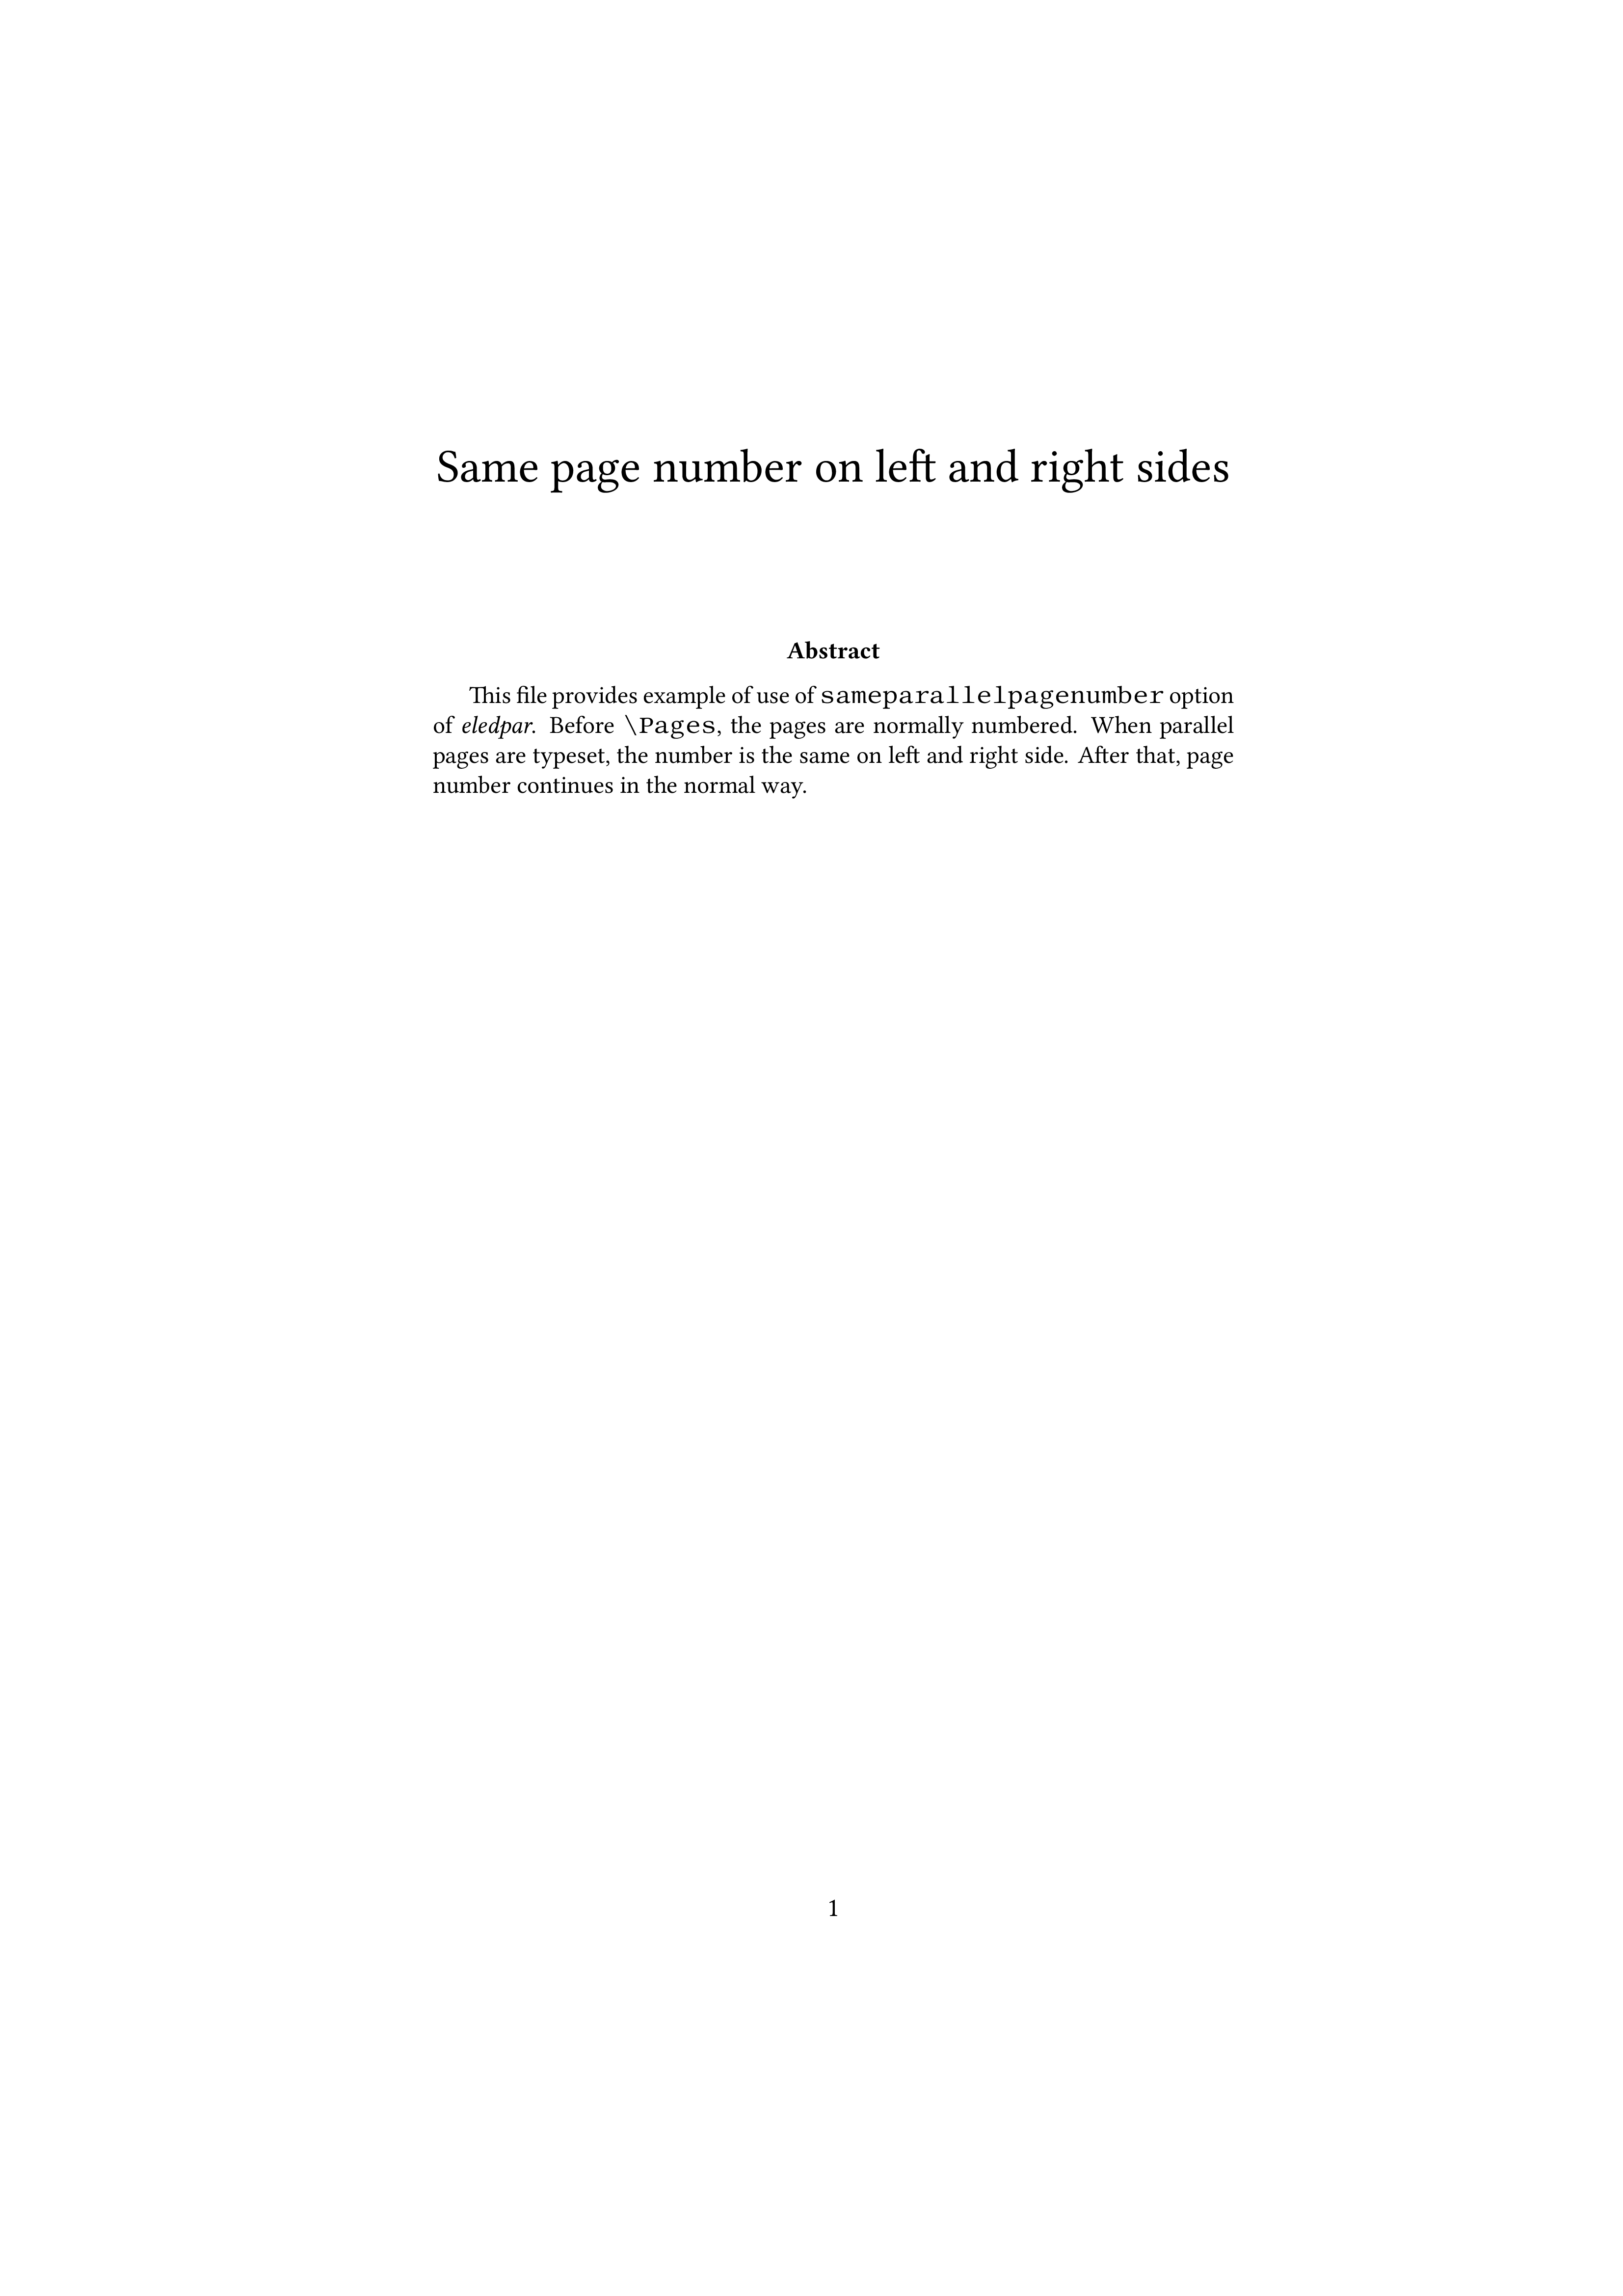 Same page number on left and right sides
Abstract
This file provides example of use of sameparallelpagenumber option
of eledpar. Before \Pages, the pages are normally numbered. When parallel
pages are typeset, the number is the same on left and right side. After that, page
number continues in the normal way.
1